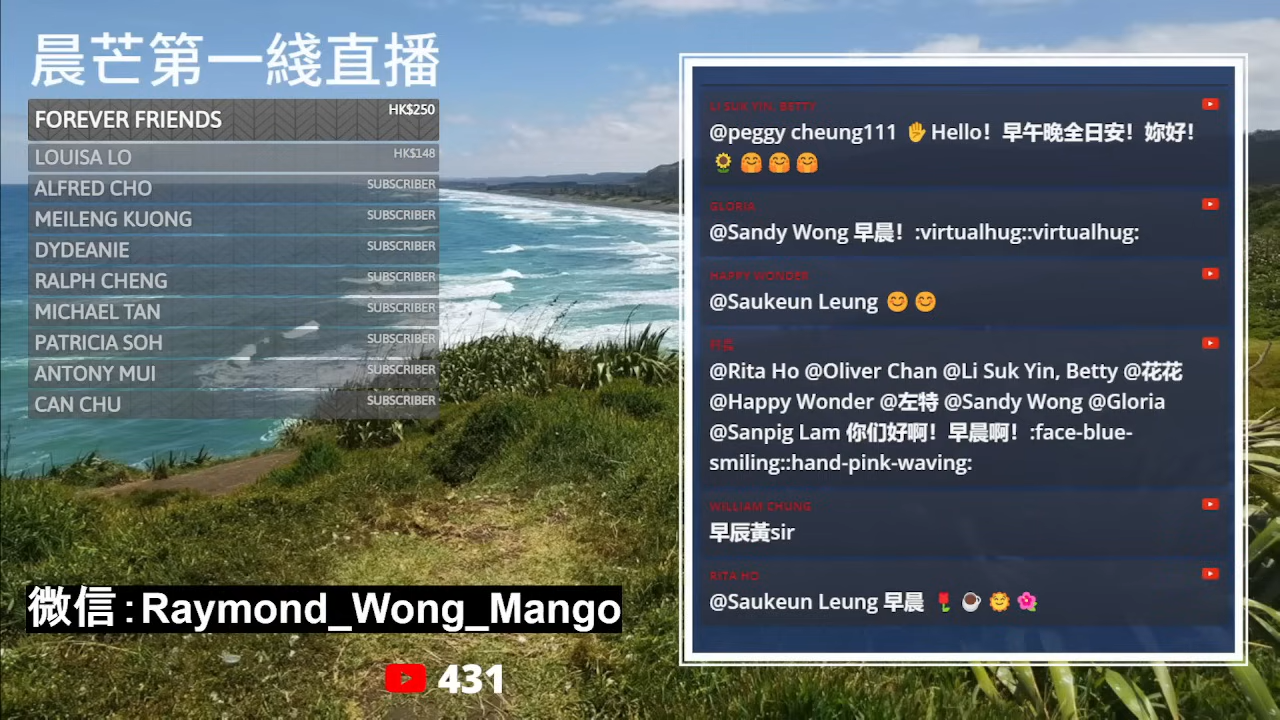 晨芒第一綫直播
FOREVER FRIENDS HK$250
LOUISA LO HK$148
ALFRED CHO SUBSCRIBER
MEILENG KUONG SUBSCRIBER
DYDEANIE SUBSCRIBER
RALPH CHENG SUBSCRIBER
MICHAEL TAN SUBSCRIBER
PATRICIA SOH SUBSCRIBER
ANTONY MUI SUBSCRIBER
CAN CHU SUBSCRIBER
微信:Raymond_Wong_Mango
431
LI SUK YIN, BETTY
@peggy cheung111 ✋Hello！早午晚全日安！妳好！
🌻🤗🤗🤗
GLORIA
@Sandy Wong 早晨！:virtualhug::virtualhug:
HAPPY WONDER
@Saukeun Leung 😊😊
@Rita Ho @Oliver Chan @Li Suk Yin, Betty @花花
@Happy Wonder @左特 @Sandy Wong @Gloria
@Sanpig Lam 你们好啊！早晨啊！:face-blue-
smiling::hand-pink-waving:
WILLIAM CHUNG
早辰黃sir
RITA HO
@Saukeun Leung 早晨 🌷☕🌞🌺